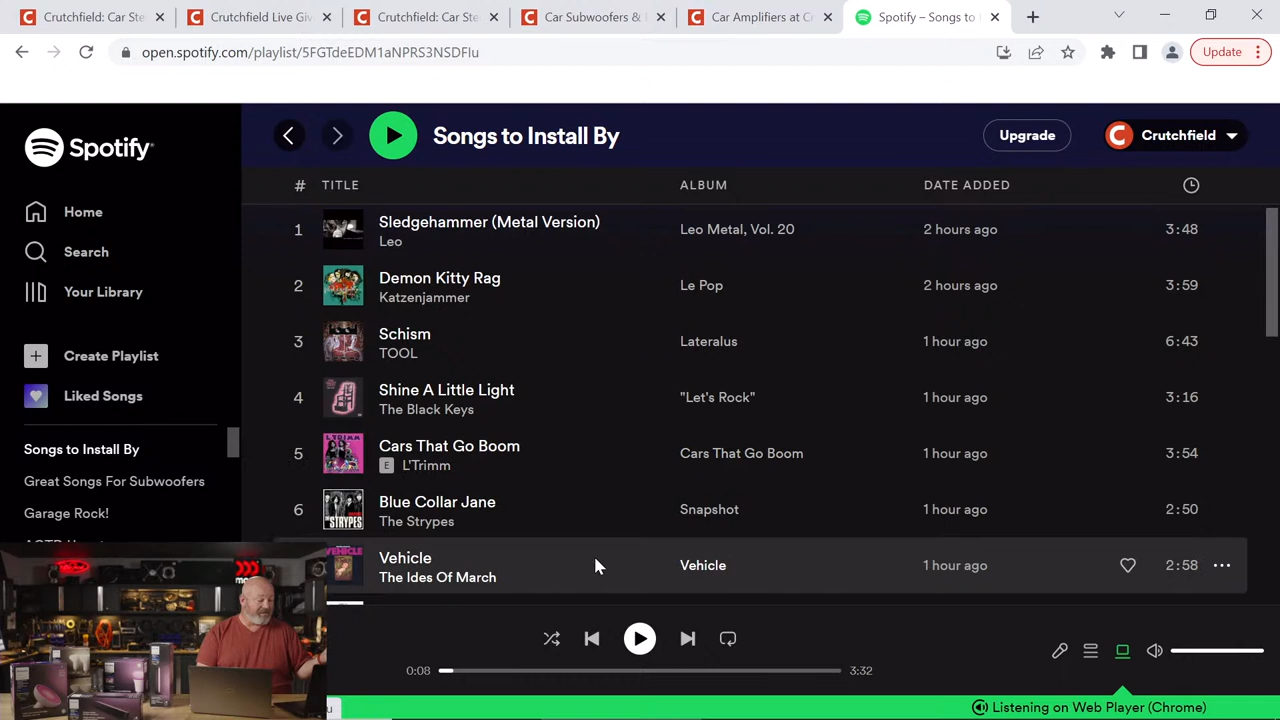 Crutchfield: Car Ste
Crutchfield Live Giv
Crutchfield: Car Ste
Car Subwoofers &
Car Amplifiers at C
Spotify – Songs to
open.spotify.com/playlist/5FGTdeEDM1aNPRS3NSDFIu
Update
Spotify
Songs to Install By
Upgrade
Crutchfield
# TITLE ALBUM DATE ADDED
Home
Search
Your Library
Create Playlist
Liked Songs
Songs to Install By
Great Songs For Subwoofers
Garage Rock!
1 Sledgehammer (Metal Version) Leo Metal, Vol. 20 2 hours ago 3:48
Leo
2 Demon Kitty Rag Le Pop 2 hours ago 3:59
Katzenjammer
3 Schism Lateralus 1 hour ago 6:43
TOOL
4 Shine A Little Light "Let's Rock" 1 hour ago 3:16
The Black Keys
5 Cars That Go Boom Cars That Go Boom 1 hour ago 3:54
E L'Trimm
6 Blue Collar Jane Snapshot 1 hour ago 2:50
The Strypes
Vehicle Vehicle 1 hour ago 2:58
The Ides Of March
0:08 3:32
Listening on Web Player (Chrome)